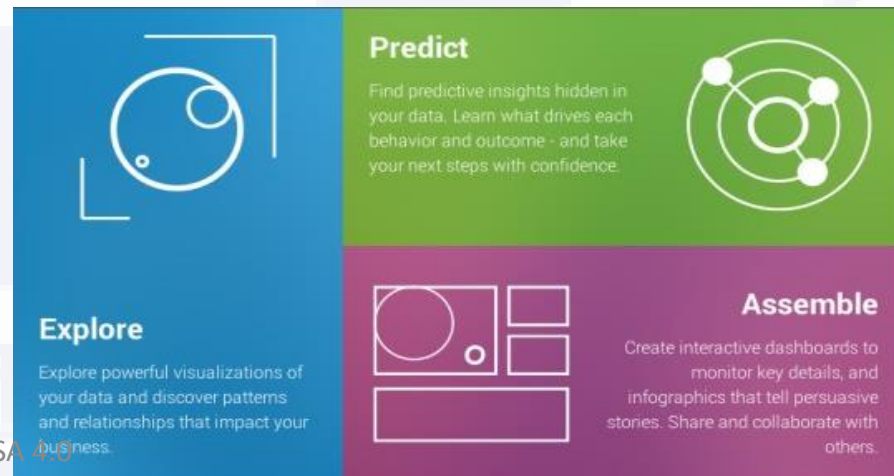 Predict
Find predictive insights hidden in
your data. Learn what drives each
behavior and outcome - and take
your next steps with confidence.
Explore
Explore powerful visualizations of
your data and discover patterns
and relationships that impact your
business.
SA 4.0
Assemble
Create interactive dashboards to
monitor key details, and
infographics that tell persuasive
stories. Share and collaborate with
others.